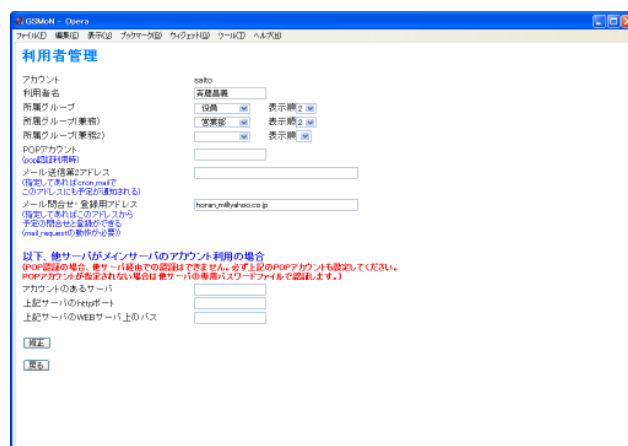 GSMoN - Opera
ファイル(F) 編集(E) 表示(V) ブックマーク(B) ウィジェット(W) ツール(T) ヘルプ(H)
利用者管理
アカウント saito
利用者名 斉藤昌義
所属グループ 役員 表示順 2
所属グループ(兼務) 営業部 表示順 2
所属グループ(兼務2) 表示順
POPアカウント
(pop認証利用時)
メール送信第2アドレス
(指定してあればcron_mailで
このアドレスにも予定が通知される)
メール問合せ・登録用アドレス horan_m@yahoo.co.jp
(指定してあればこのアドレスから
予定の問合せと登録ができる
(mail_requestの動作が必要))
以下、他サーバがメインサーバのアカウント利用の場合
(POP認証の場合、他サーバ経由での認証はできません。必ず上記のPOPアカウントも設定してください。
POPアカウントが指定されない場合は他サーバの専用パスワードファイルで認証します。)
アカウントのあるサーバ
上記サーバのhttpポート
上記サーバのWEBサーバ上のパス
修正
戻る